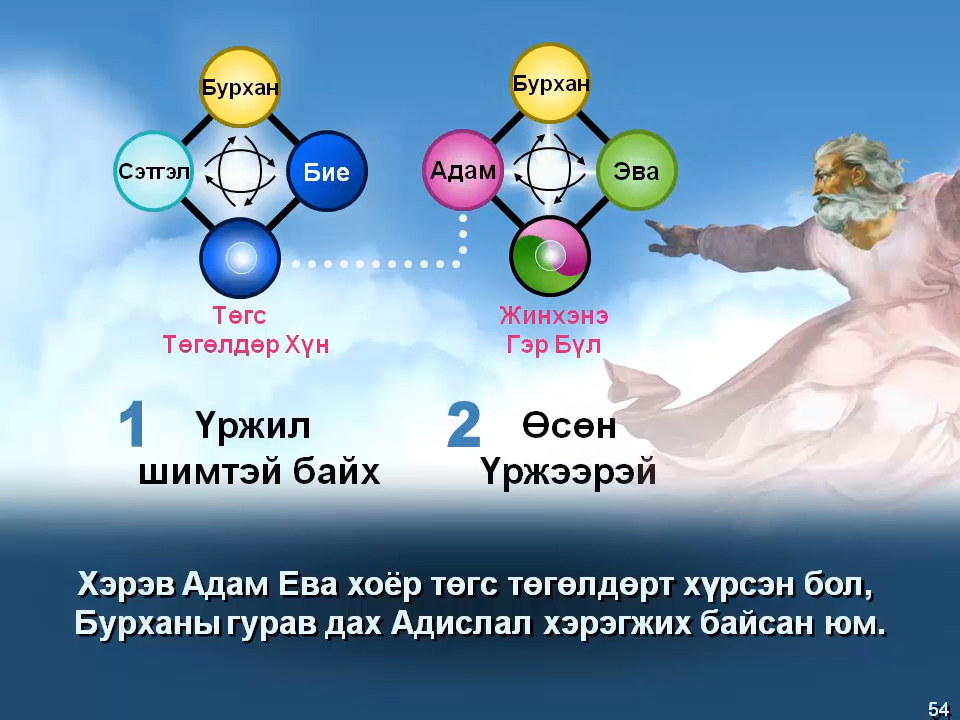 Бурхан
Сэтгэл
Бие
Төгс
Төгөлдөр Хүн
Бурхан
Адам
Эва
Жинхэнэ
Гэр Бүл
1 Үржил
шимтэй байх
2 Өсөн
Үржээрэй
Хэрэв Адам Ева хоёр төгс төгөлдөрт хүрсэн бол,
Бурханы гурав дах Адислал хэрэгжих байсан юм.
54